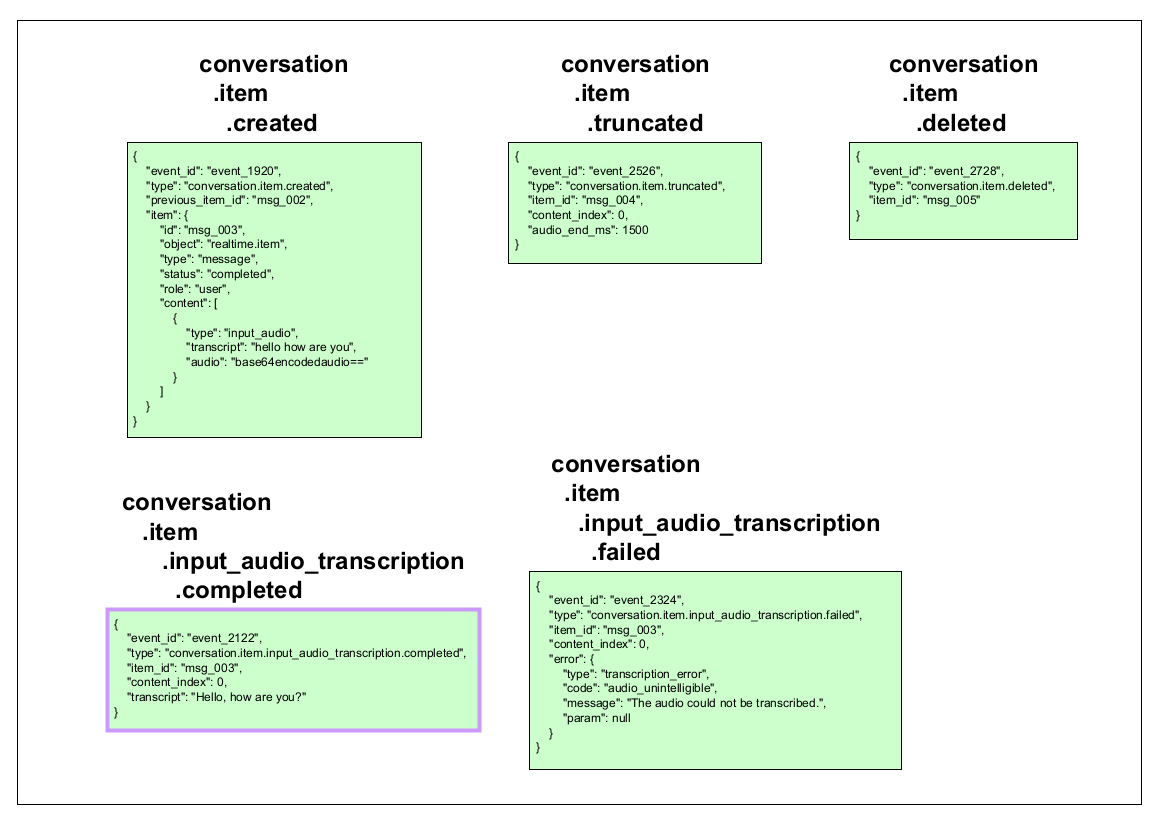 conversation
.item
.created
{
"event_id": "event_1920",
"type": "conversation.item.created",
"previous_item_id": "msg_002",
"item": {
"id": "msg_003",
"object": "realtime.item",
"type": "message",
"status": "completed",
"role": "user",
"content": [
{
"type": "input_audio",
"transcript": "hello how are you",
"audio": "base64encodedaudio=="
}
]
}
}
conversation
.item
.truncated
{
"event_id": "event_2526",
"type": "conversation.item.truncated",
"item_id": "msg_004",
"content_index": 0,
"audio_end_ms": 1500
}
conversation
.item
.deleted
{
"event_id": "event_2728",
"type": "conversation.item.deleted",
"item_id": "msg_005"
}
conversation
.item
.input_audio_transcription
.completed
{
"event_id": "event_2122",
"type": "conversation.item.input_audio_transcription.completed",
"item_id": "msg_003",
"content_index": 0,
"transcript": "Hello, how are you?"
}
conversation
.item
.input_audio_transcription
.failed
{
"event_id": "event_2324",
"type": "conversation.item.input_audio_transcription.failed",
"item_id": "msg_003",
"content_index": 0,
"error": {
"type": "transcription_error",
"code": "audio_unintelligible",
"message": "The audio could not be transcribed.",
"param": null
}
}